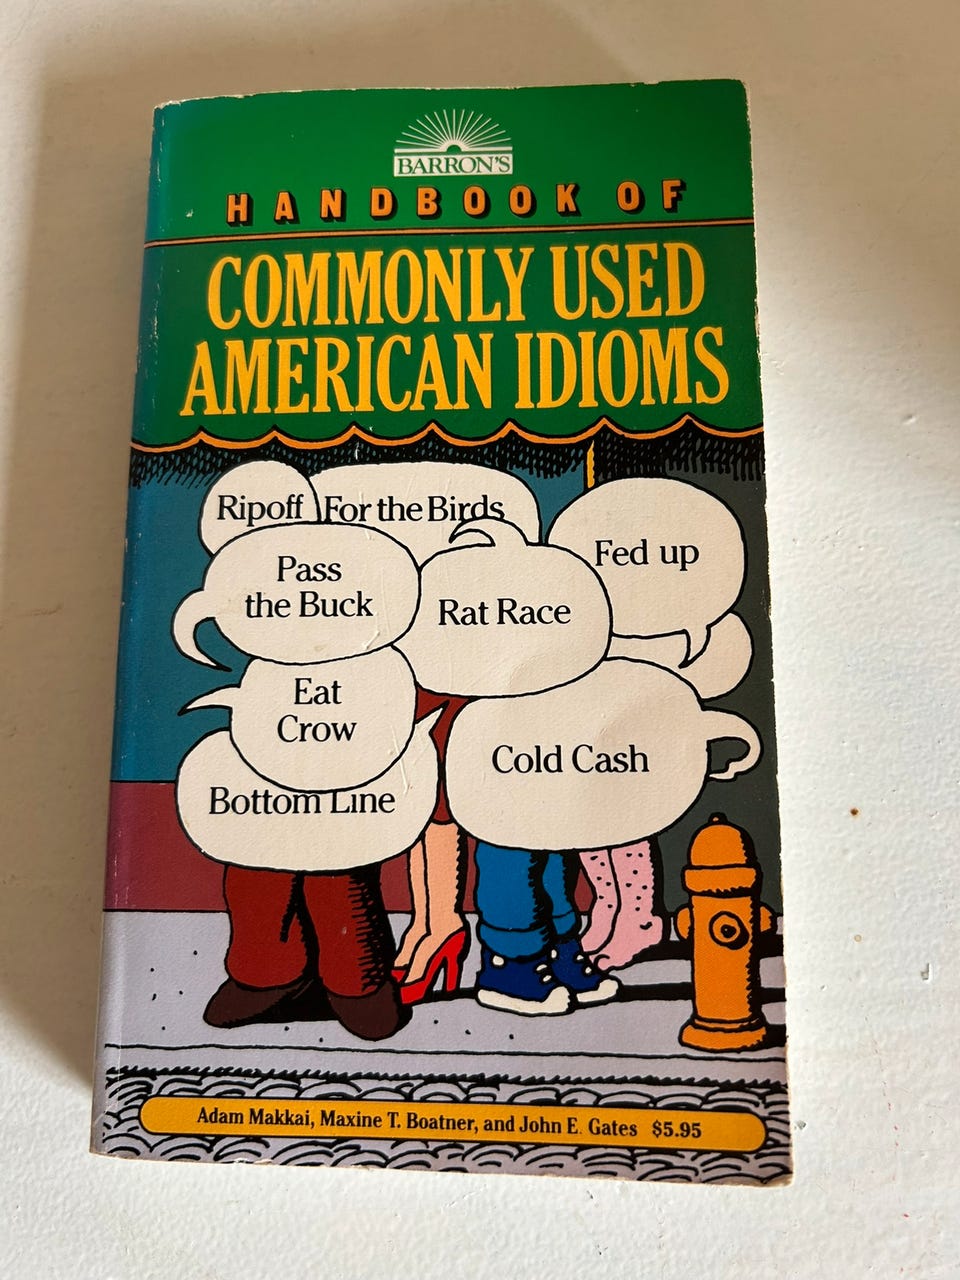 BARRON'S
HANDBOOK OF
COMMONLY USED
AMERICAN IDIOMS
Ripoff
For the Birds
Fed up
Pass
the Buck
Rat Race
Eat
Crow
Cold Cash
Bottom Line
Adam Makkai, Maxine T. Boatner, and John E. Gates $5.95